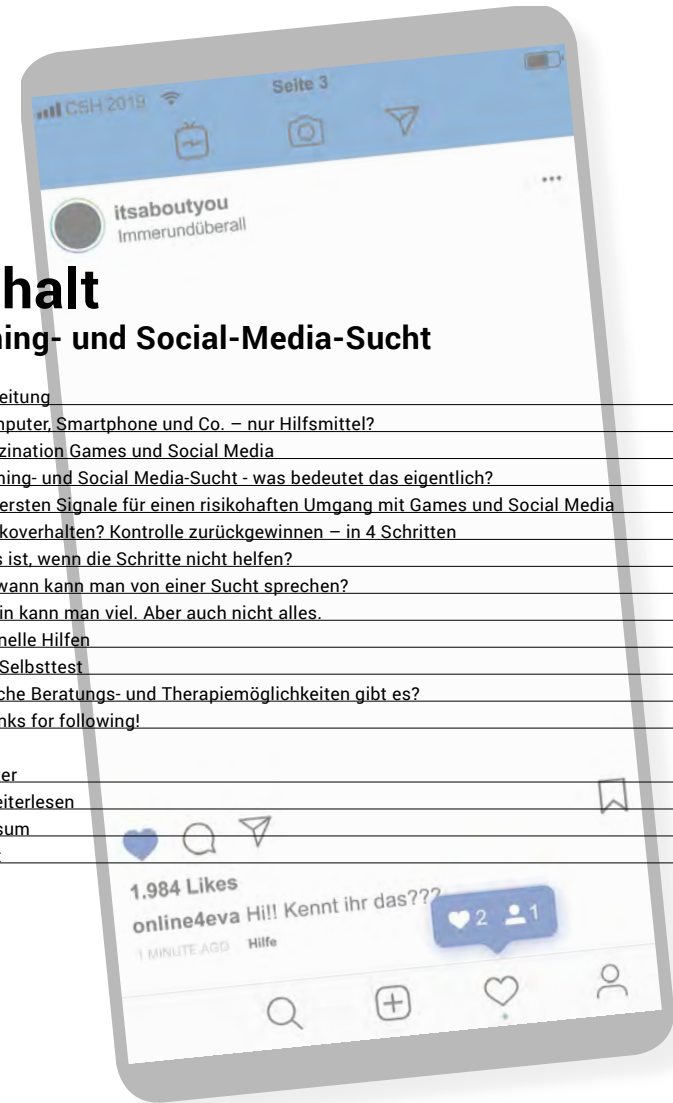 CSH 2019
Seite 3
itsaboutyou
Immerundüberall
halt
ning- und Social-Media-Sucht
eitung
nputer, Smartphone und Co. – nur Hilfsmittel?
zination Games und Social Media
ning- und Social Media-Sucht - was bedeutet das eigentlich?
ersten Signale für einen risikohaften Umgang mit Games und Social Media
koverhalten? Kontrolle zurückgewinnen – in 4 Schritten
s ist, wenn die Schritte nicht helfen?
wann kann man von einer Sucht sprechen?
in kann man viel. Aber auch nicht alles.
nelle Hilfen
Selbsttest
che Beratungs- und Therapiemöglichkeiten gibt es?
nks for following!
er
eiterlesen
sum
1.984 Likes
online4eva Hi!! Kennt ihr das???
2 1
1 MINUTE AGO Hilfe